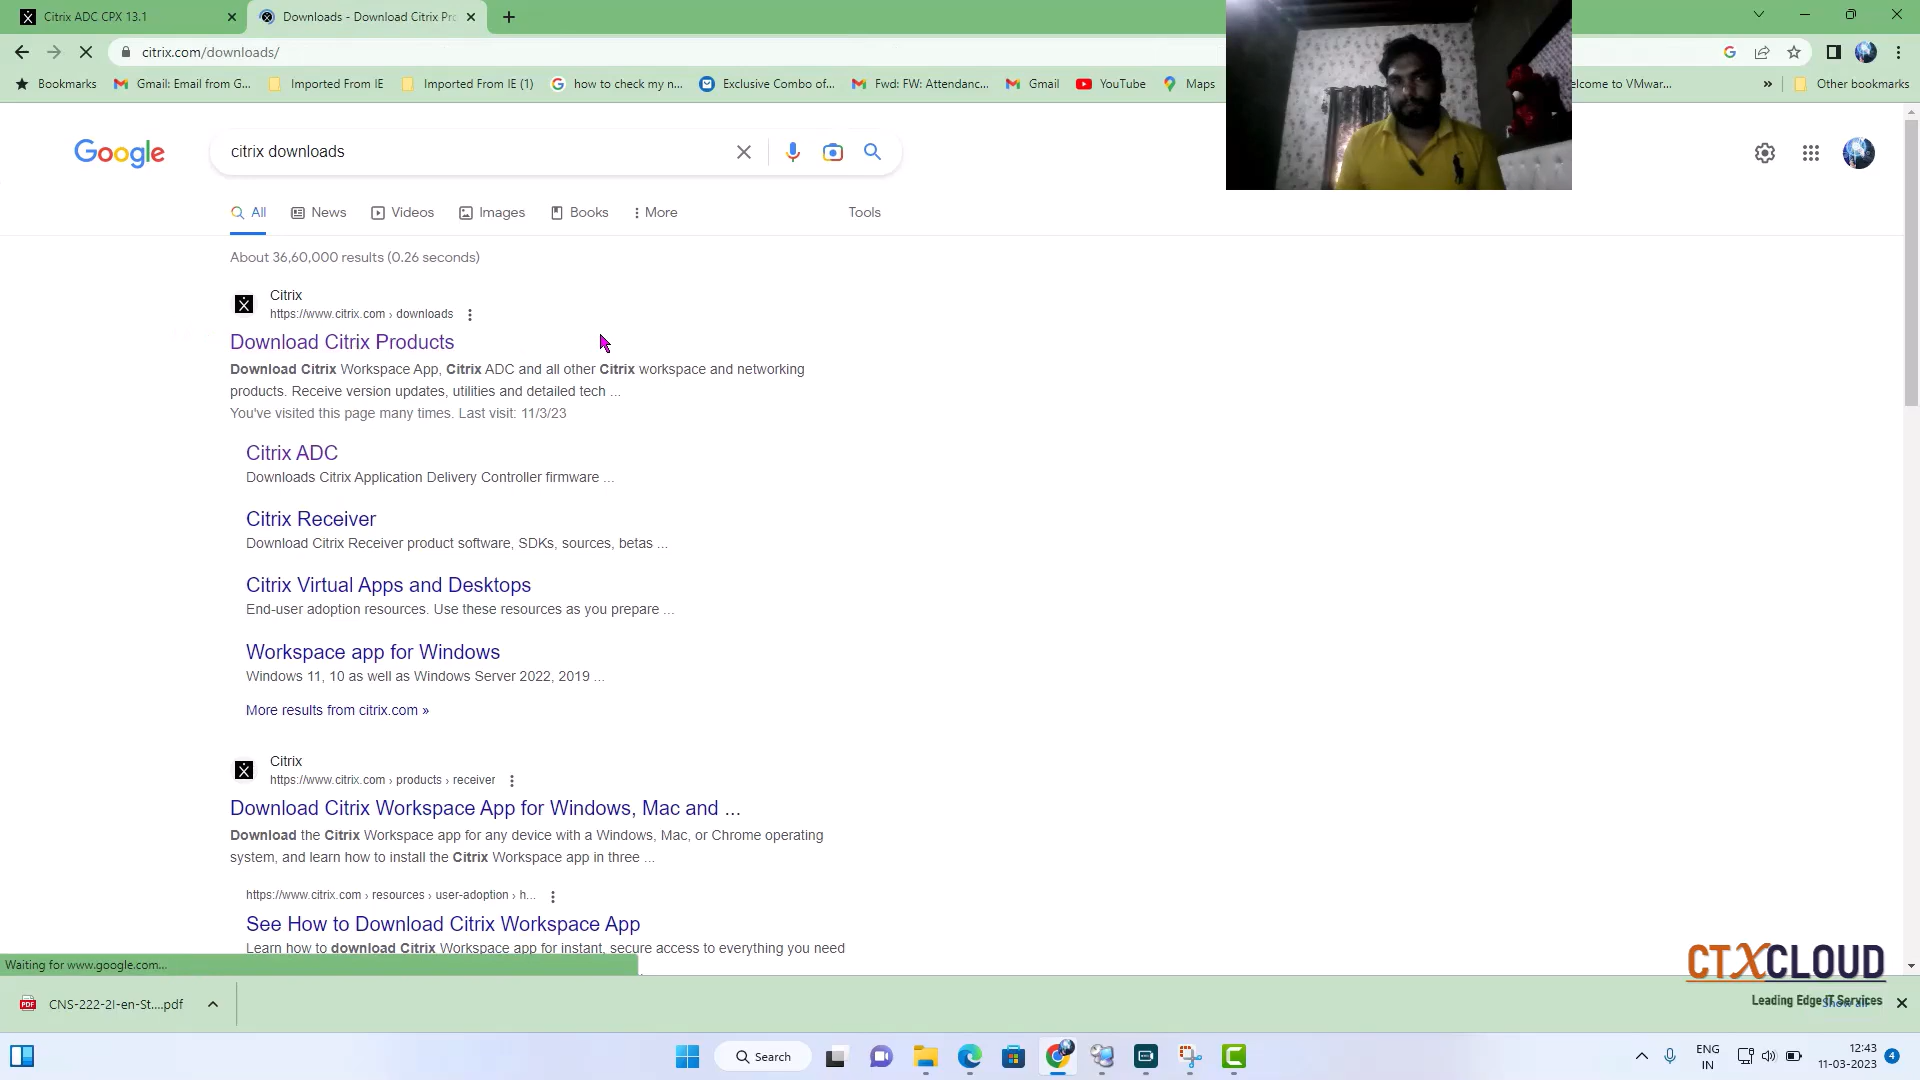 Citrix ADC CPX 13.1
Downloads - Download Citrix Pr
citrix.com/downloads/
Bookmarks
Gmail: Email from G...
Imported From IE
Imported From IE (1)
how to check my n...
Exclusive Combo of...
Fwd: FW: Attendanc...
Gmail
YouTube
Maps
elcome to VMwar...
»
Other bookmarks
Google
citrix downloads
All
News
Videos
Images
Books
More
Tools
About 36,60,000 results (0.26 seconds)
Citrix
https://www.citrix.com › downloads
Download Citrix Products
Download Citrix Workspace App, Citrix ADC and all other Citrix workspace and networking
products. Receive version updates, utilities and detailed tech ...
You've visited this page many times. Last visit: 11/3/23
Citrix ADC
Downloads Citrix Application Delivery Controller firmware ...
Citrix Receiver
Download Citrix Receiver product software, SDKs, sources, betas ...
Citrix Virtual Apps and Desktops
End-user adoption resources. Use these resources as you prepare ...
Workspace app for Windows
Windows 11, 10 as well as Windows Server 2022, 2019 ...
More results from citrix.com »
Citrix
https://www.citrix.com › products › receiver
Download Citrix Workspace App for Windows, Mac and ...
Download the Citrix Workspace app for any device with a Windows, Mac, or Chrome operating
system, and learn how to install the Citrix Workspace app in three ...
https://www.citrix.com › resources › user-adoption › h...
See How to Download Citrix Workspace App
Learn how to download Citrix Workspace app for instant, secure access to everything you need
Waiting for www.google.com...
CTXCLOUD
Leading Edge IT Services
CNS-222-2I-en-St....pdf
Search
ENG
IN
12:43
11-03-2023
4